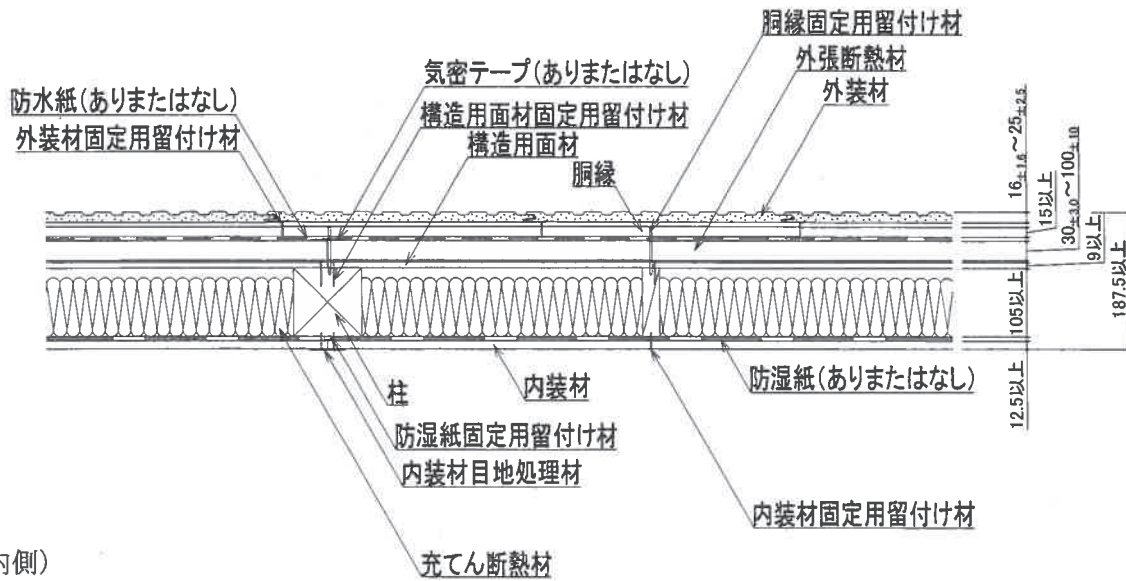 胴縁固定用留付け材
気密テープ(ありまたはなし)
外張断熱材
防水紙(ありまたはなし)
構造用面材固定用留付け材
外装材
外装材固定用留付け材
構造用面材
胴縁
16±1.6~25±2.5
15以上
30±3.0~100±10
9以上
105以上
187.5以上
12.5以上
柱
内装材
防湿紙(ありまたはなし)
防湿紙固定用留付け材
内装材目地処理材
内装材固定用留付け材
内側)
充てん断熱材